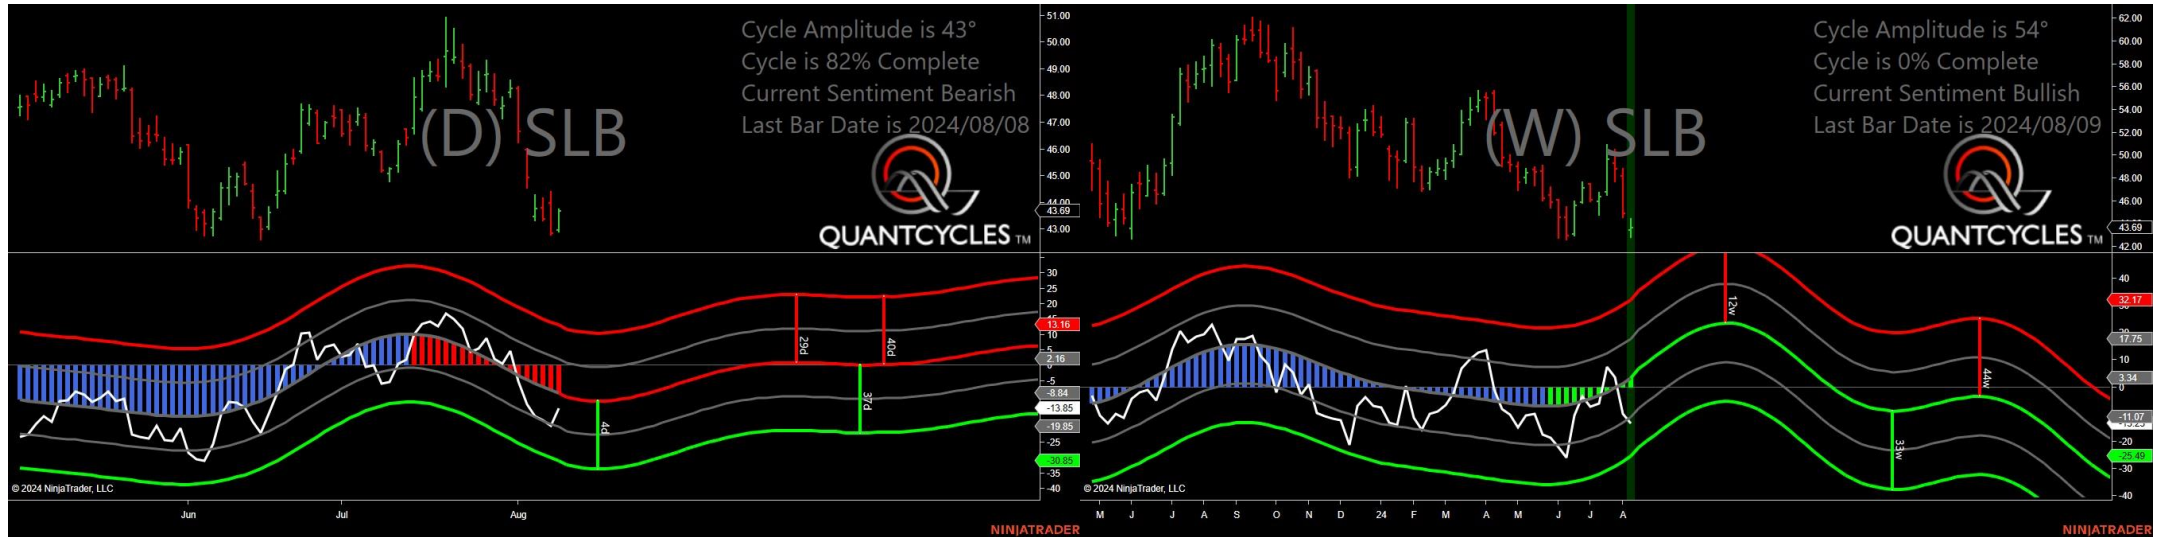 Cycle Amplitude is 43°
Cycle is 82% Complete
Current Sentiment Bearish
Last Bar Date is 2024/08/08
(D) SLB
QUANTCYCLES TM
51.00
50.00
49.00
48.00
47.00
46.00
45.00
44.00
43.69
43.00
30
25
20
13.16
10
5
2.16
0
-5
-8.84
-13.85
-19.85
-25
-30.85
-35
-40
29d
40d
37d
4d
© 2024 NinjaTrader, LLC
Jun Jul Aug
NINJATRADER
Cycle Amplitude is 54°
Cycle is 0% Complete
Current Sentiment Bullish
Last Bar Date is 2024/08/09
(W) SLB
QUANTCYCLES TM
62.00
60.00
58.00
56.00
54.00
52.00
50.00
48.00
46.00
43.69
42.00
40
32.17
17.75
10
3.34
0
-11.07
-20
-25.49
-30
-40
12w
44w
33w
© 2024 NinjaTrader, LLC
M J J A S O N D 24 F M A M J J A
NINJATRADER